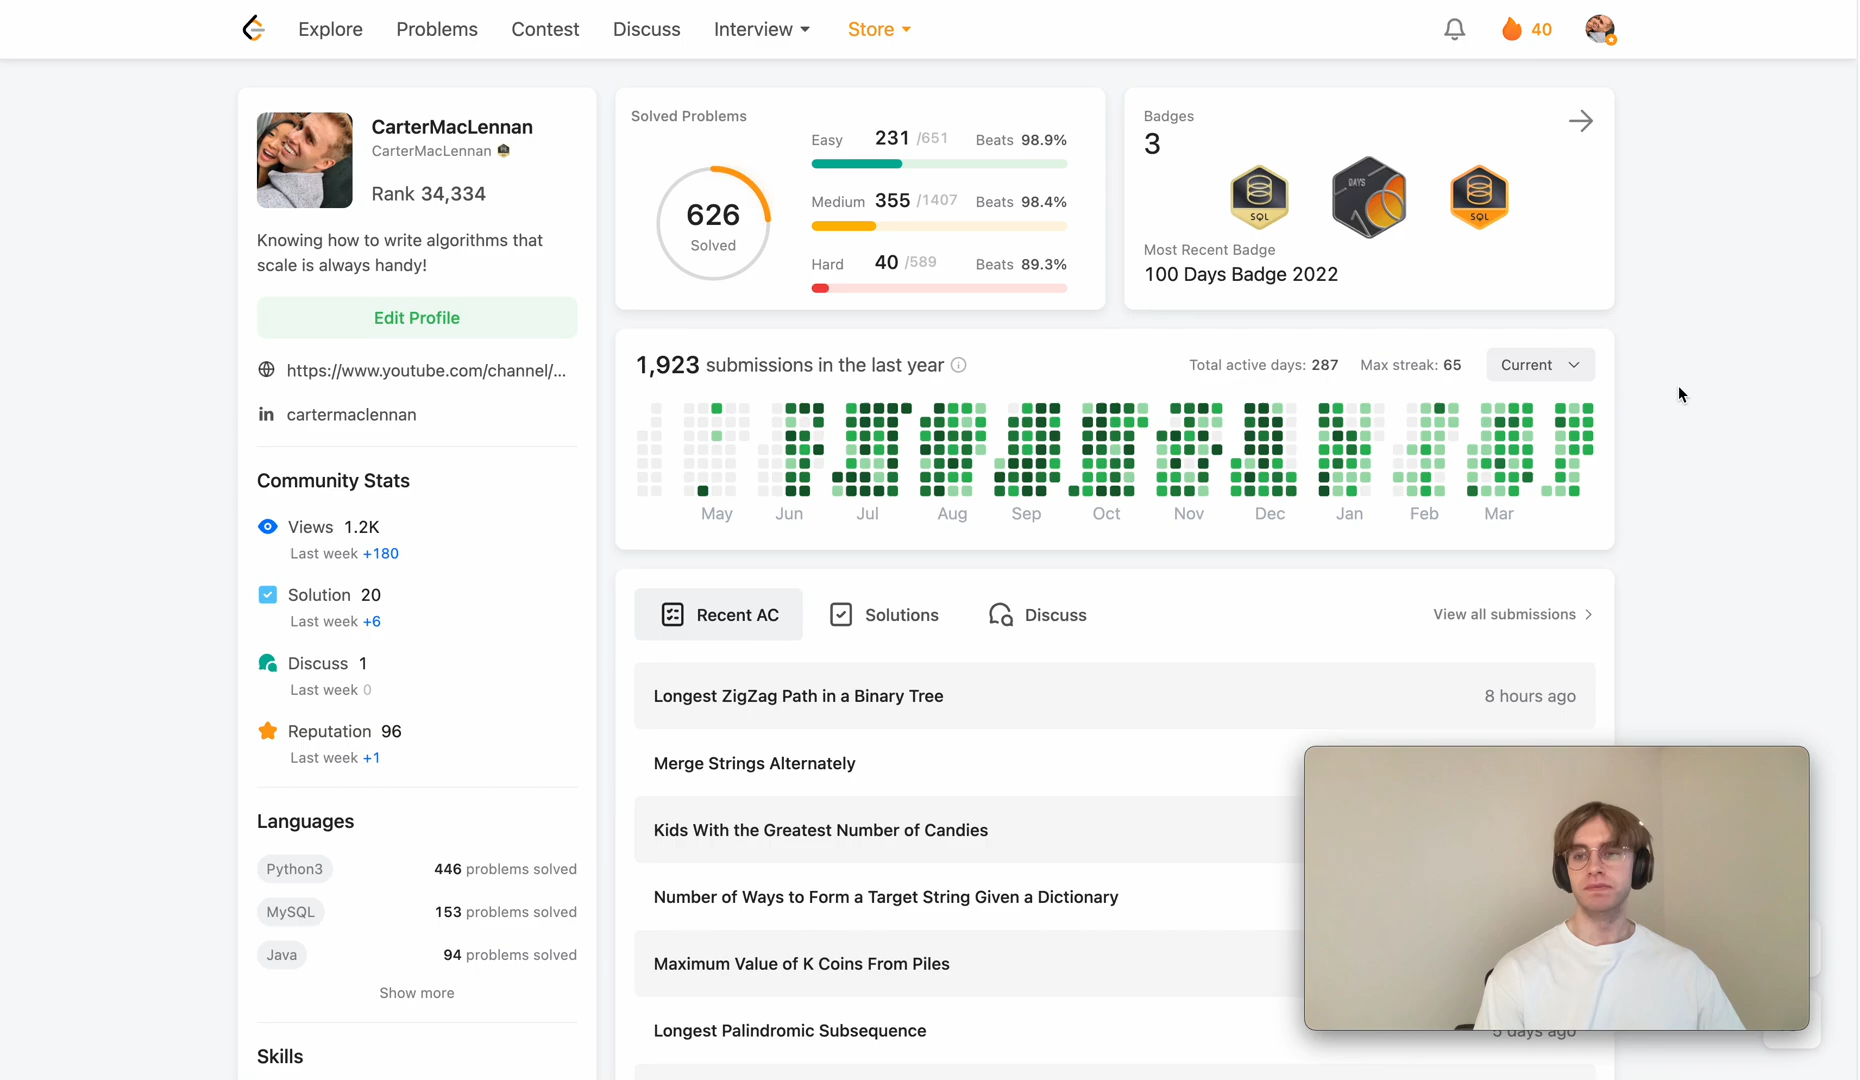 Explore
Problems
Contest
Discuss
Interview
Store
40
CarterMacLennan
CarterMacLennan
Rank 34,334
Knowing how to write algorithms that
scale is always handy!
Edit Profile
https://www.youtube.com/channel/...
in cartermaclennan
Community Stats
Views 1.2K
Last week +180
Solution 20
Last week +6
Discuss 1
Last week 0
Reputation 96
Last week +1
Languages
Python3 446 problems solved
MySQL 153 problems solved
Java 94 problems solved
Show more
Skills
Solved Problems
626
Solved
Easy 231 /651 Beats 98.9%
Medium 355 /1407 Beats 98.4%
Hard 40 /589 Beats 89.3%
Badges
3
SQL
DAYS
SQL
Most Recent Badge
100 Days Badge 2022
1,923 submissions in the last year
Total active days: 287
Max streak: 65
Current
May Jun Jul Aug Sep Oct Nov Dec Jan Feb Mar
Recent AC
Solutions
Discuss
View all submissions
Longest ZigZag Path in a Binary Tree 8 hours ago
Merge Strings Alternately
Kids With the Greatest Number of Candies
Number of Ways to Form a Target String Given a Dictionary
Maximum Value of K Coins From Piles
Longest Palindromic Subsequence 5 days ago